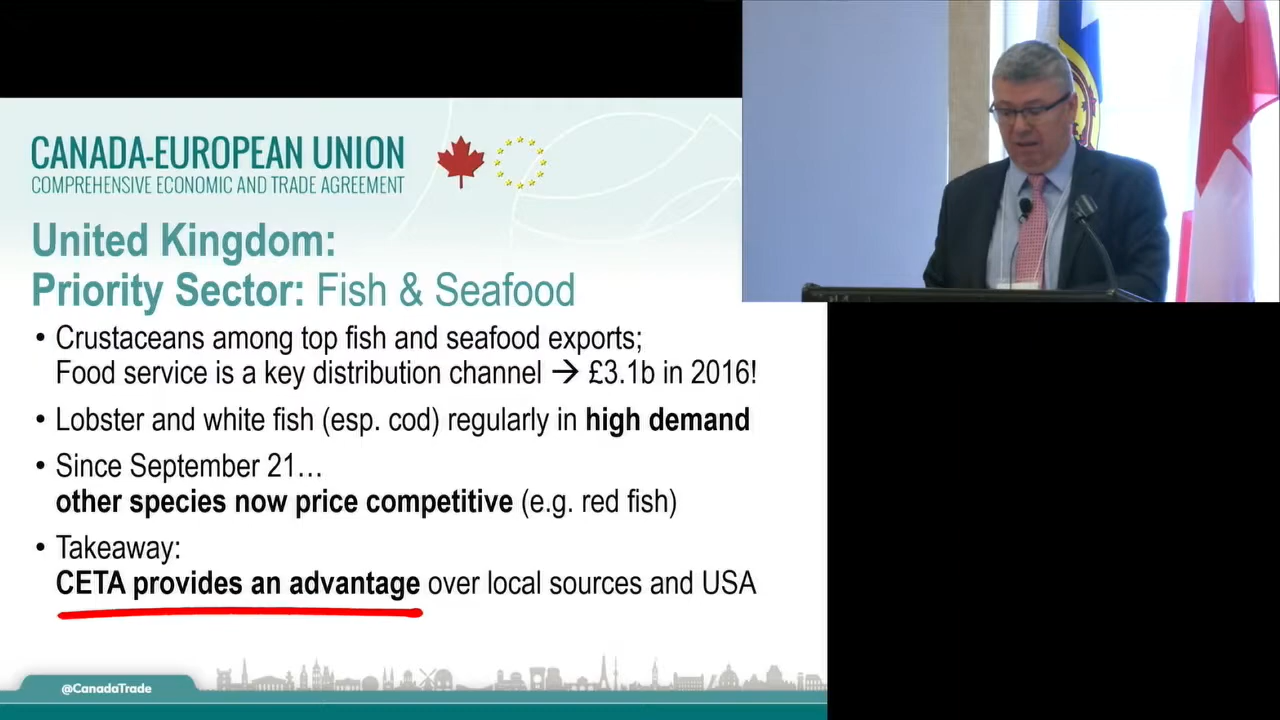 CANADA-EUROPEAN UNION
COMPREHENSIVE ECONOMIC AND TRADE AGREEMENT
United Kingdom:
Priority Sector: Fish & Seafood
• Crustaceans among top fish and seafood exports;
Food service is a key distribution channel → £3.1b in 2016!
• Lobster and white fish (esp. cod) regularly in high demand
• Since September 21…
other species now price competitive (e.g. red fish)
• Takeaway:
CETA provides an advantage over local sources and USA
@CanadaTrade